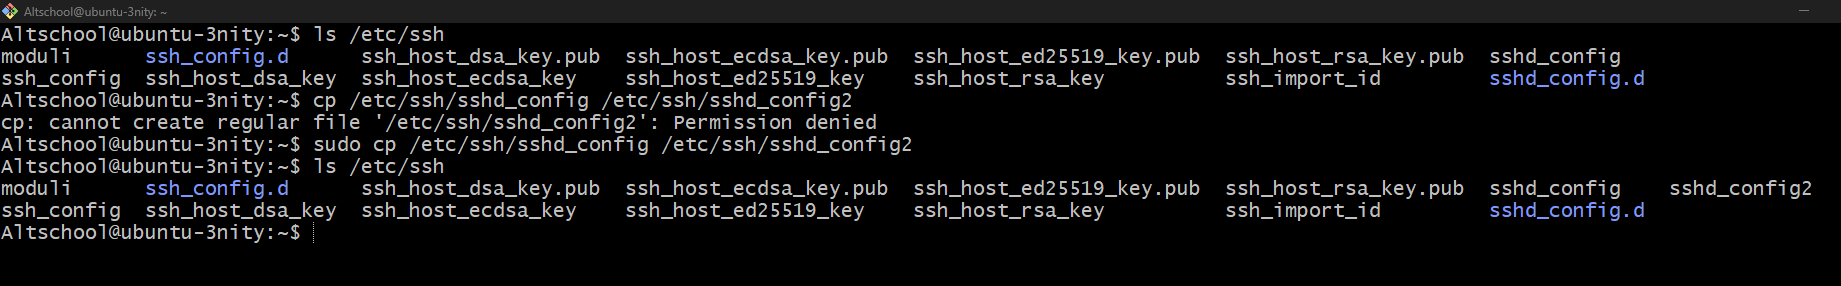 Altschool@ubuntu-3nity: ~
Altschool@ubuntu-3nity:~$ ls /etc/ssh
moduli ssh_config.d ssh_host_dsa_key.pub ssh_host_ecdsa_key.pub ssh_host_ed25519_key.pub ssh_host_rsa_key.pub sshd_config
ssh_config ssh_host_dsa_key ssh_host_ecdsa_key ssh_host_ed25519_key ssh_host_rsa_key ssh_import_id sshd_config.d
Altschool@ubuntu-3nity:~$ cp /etc/ssh/sshd_config /etc/ssh/sshd_config2
cp: cannot create regular file '/etc/ssh/sshd_config2': Permission denied
Altschool@ubuntu-3nity:~$ sudo cp /etc/ssh/sshd_config /etc/ssh/sshd_config2
Altschool@ubuntu-3nity:~$ ls /etc/ssh
moduli ssh_config.d ssh_host_dsa_key.pub ssh_host_ecdsa_key.pub ssh_host_ed25519_key.pub ssh_host_rsa_key.pub sshd_config sshd_config2
ssh_config ssh_host_dsa_key ssh_host_ecdsa_key ssh_host_ed25519_key ssh_host_rsa_key ssh_import_id sshd_config.d
Altschool@ubuntu-3nity:~$